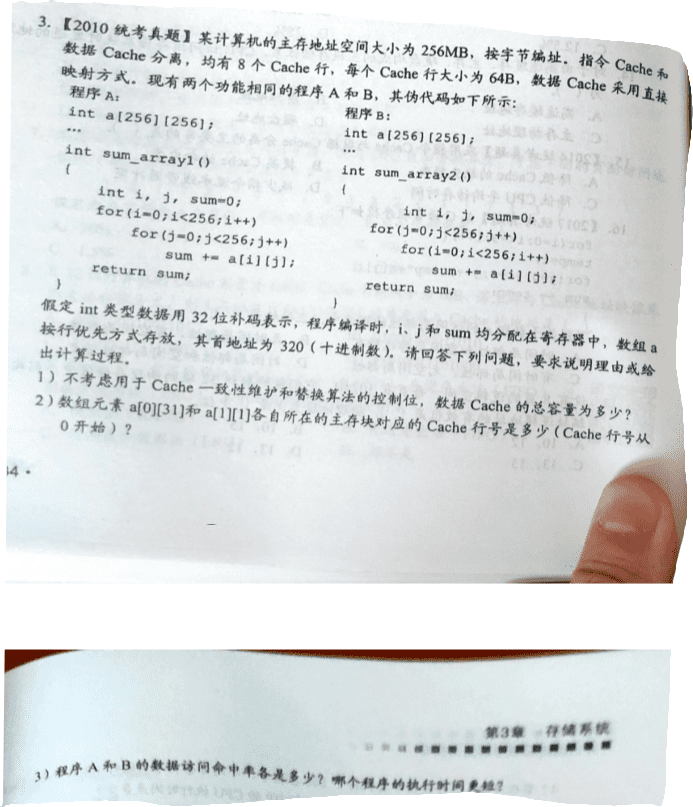 3. 【2010 统考真题】某计算机的主存地址空间大小为 256MB，按字节编址。指令 Cache 和
数据 Cache 分离，均有 8 个 Cache 行，每个 Cache 行大小为 64B，数据 Cache 采用直接
映射方式。现有两个功能相同的程序 A 和 B，其伪代码如下所示：
程序 A:
int a[256][256];
…
int sum_array1()
{
int i, j, sum=0;
for(i=0;i<256;i++)
for(j=0;j<256;j++)
sum += a[i][j];
return sum;
}
程序 B:
int a[256][256];
…
int sum_array2()
{
int i, j, sum=0;
for(j=0;j<256;j++)
for(i=0;i<256;i++)
sum += a[i][j];
return sum;
}
假定 int 类型数据用 32 位补码表示，程序编译时，i、j 和 sum 均分配在寄存器中，数组 a
按行优先方式存放，其首地址为 320（十进制数）。请回答下列问题，要求说明理由或给
出计算过程。
1）不考虑用于 Cache 一致性维护和替换算法的控制位，数据 Cache 的总容量为多少？
2）数组元素 a[0][31]和 a[1][1]各自所在的主存块对应的 Cache 行号是多少（Cache 行号从
0 开始）？
第3章 存储系统
3）程序 A 和 B 的数据访问命中率各是多少？哪个程序的执行时间更短？